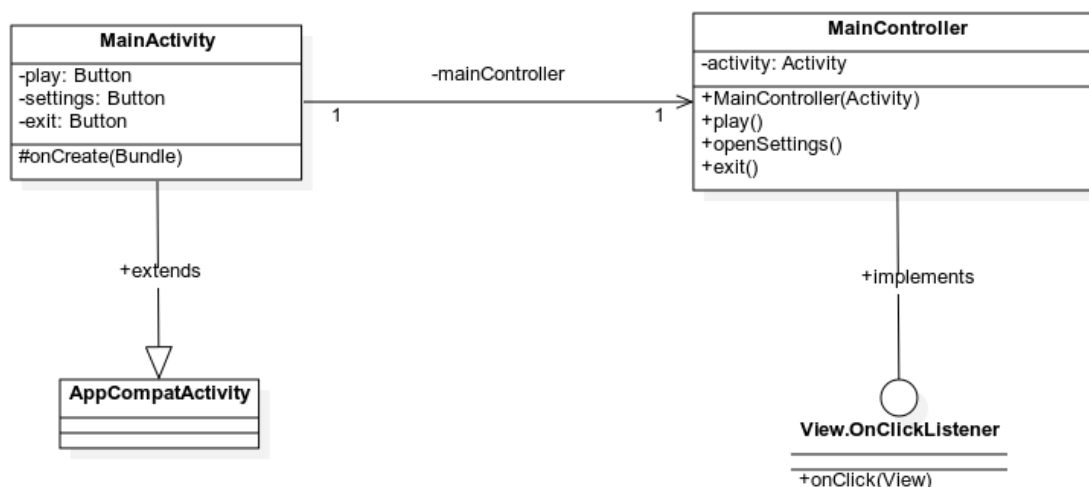 MainActivity
-play: Button
-settings: Button
-exit: Button
#onCreate(Bundle)
-mainController
1
1
MainController
-activity: Activity
+MainController(Activity)
+play()
+openSettings()
+exit()
+extends
+implements
AppCompatActivity
View.OnClickListener
+onClick(View)